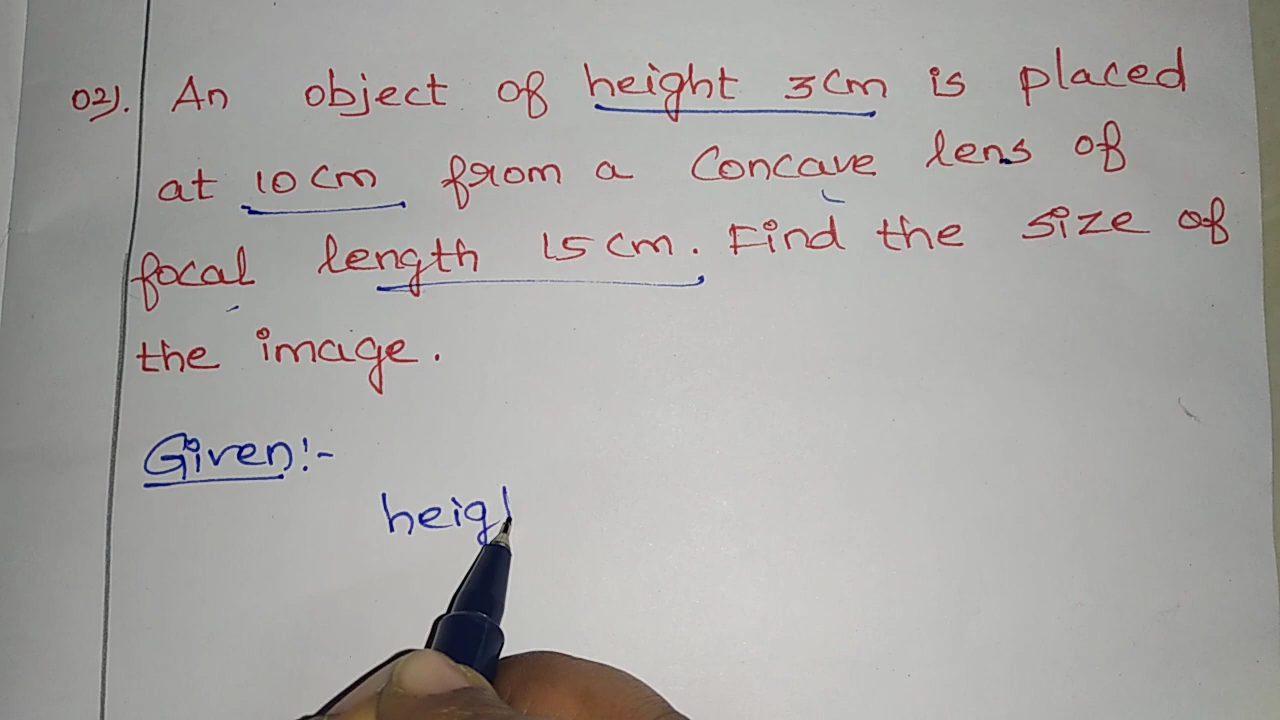 02). An object of height 3cm is placed
at 10cm from a Concave lens of
focal length 15cm. Find the size of
the image.
Given:-
heigh